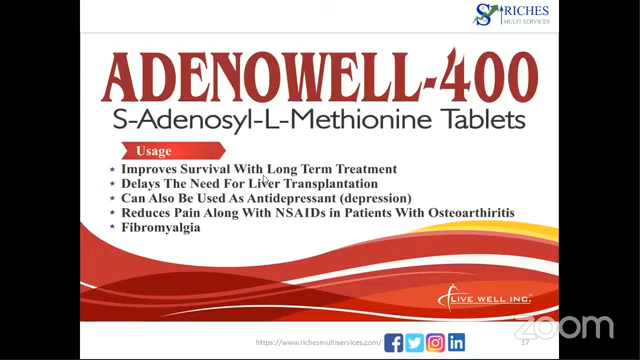 S RICHES
MULTI SERVICES
ADENOWELL-400
S-Adenosyl-L-Methionine Tablets
Usage
Improves Survival With Long Term Treatment
Delays The Need For Liver Transplantation
Can Also Be Used As Antidepressant (depression)
Reduces Pain Along With NSAIDs in Patients With Osteoarthiritis
Fibromyalgia
LIVE WELL INC.
zoom
https://www.richesmultiservices.com/
17